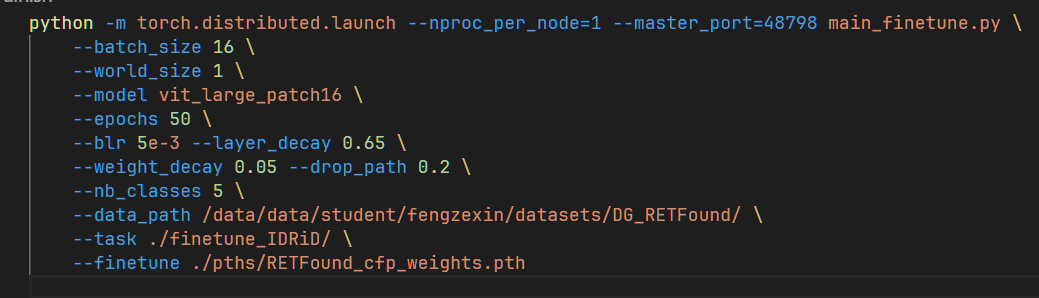 python -m torch.distributed.launch --nproc_per_node=1 --master_port=48798 main_finetune.py \
--batch_size 16 \
--world_size 1 \
--model vit_large_patch16 \
--epochs 50 \
--blr 5e-3 --layer_decay 0.65 \
--weight_decay 0.05 --drop_path 0.2 \
--nb_classes 5 \
--data_path /data/data/student/fengzexin/datasets/DG_RETFound/ \
--task ./finetune_IDRiD/ \
--finetune ./pths/RETFound_cfp_weights.pth